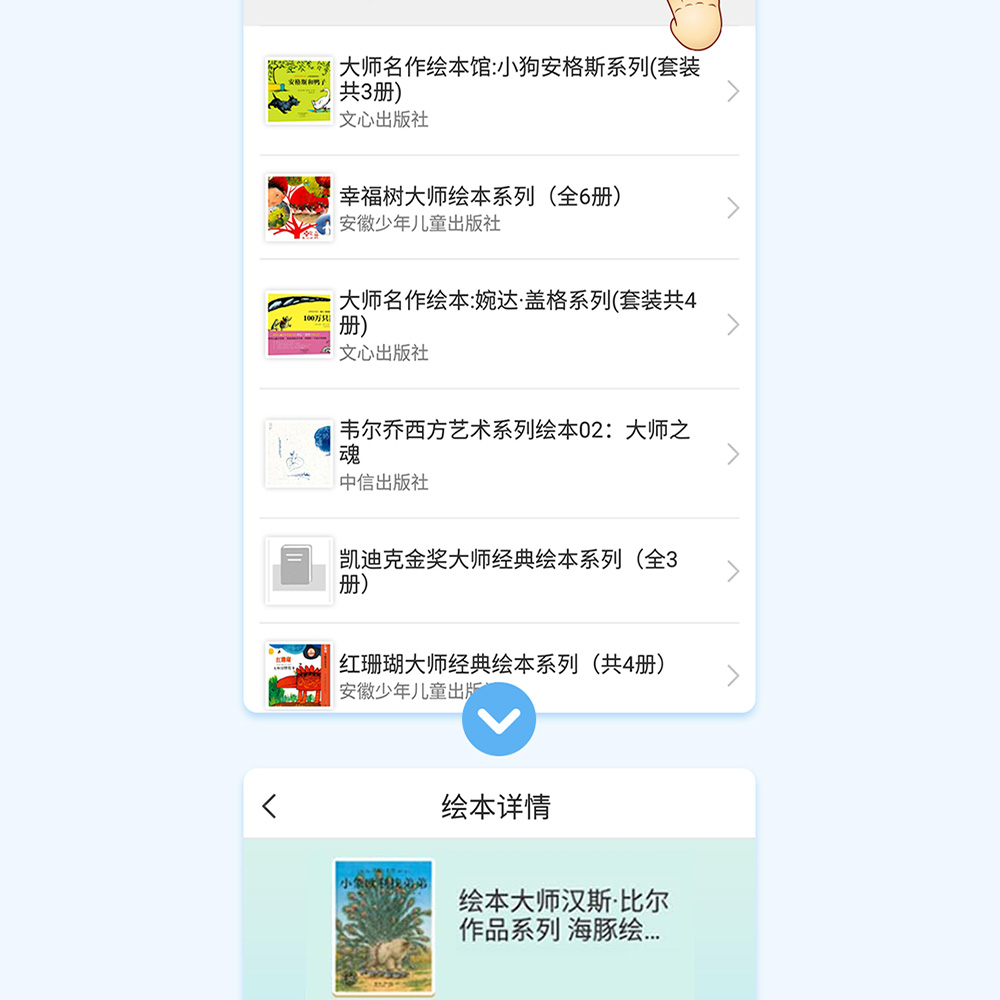 大师名作绘本馆:小狗安格斯系列(套装
共3册)
文心出版社
安格斯和鸭子
幸福树大师绘本系列（全6册）
安徽少年儿童出版社
大师名作绘本:婉达·盖格系列(套装共4
册)
文心出版社
100万只
韦尔乔西方艺术系列绘本02：大师之
魂
中信出版社
凯迪克金奖大师经典绘本系列（全3
册）
红珊瑚大师经典绘本系列（共4册）
安徽少年儿童出版
绘本详情
绘本大师汉斯·比尔
作品系列 海豚绘...